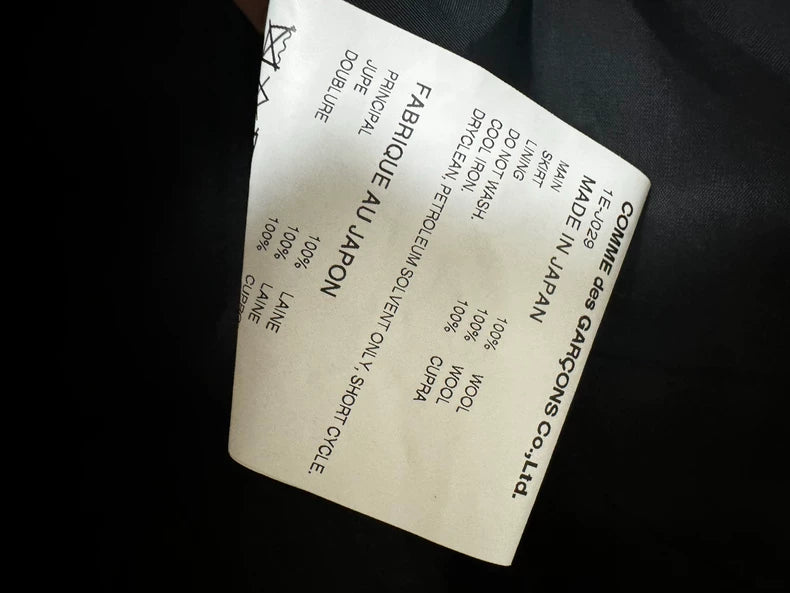 COMME des GARÇONS Co.,Ltd.
1E-J029
MADE IN JAPAN
MAIN 100% WOOL
SKIRT 100% WOOL
LINING 100% CUPRA
DO NOT WASH.
COOL IRON.
DRYCLEAN, PETROLEUM SOLVENT ONLY, SHORT CYCLE.
FABRIQUE AU JAPON
PRINCIPAL 100% LAINE
JUPE 100% LAINE
DOUBLURE 100% CUPRO